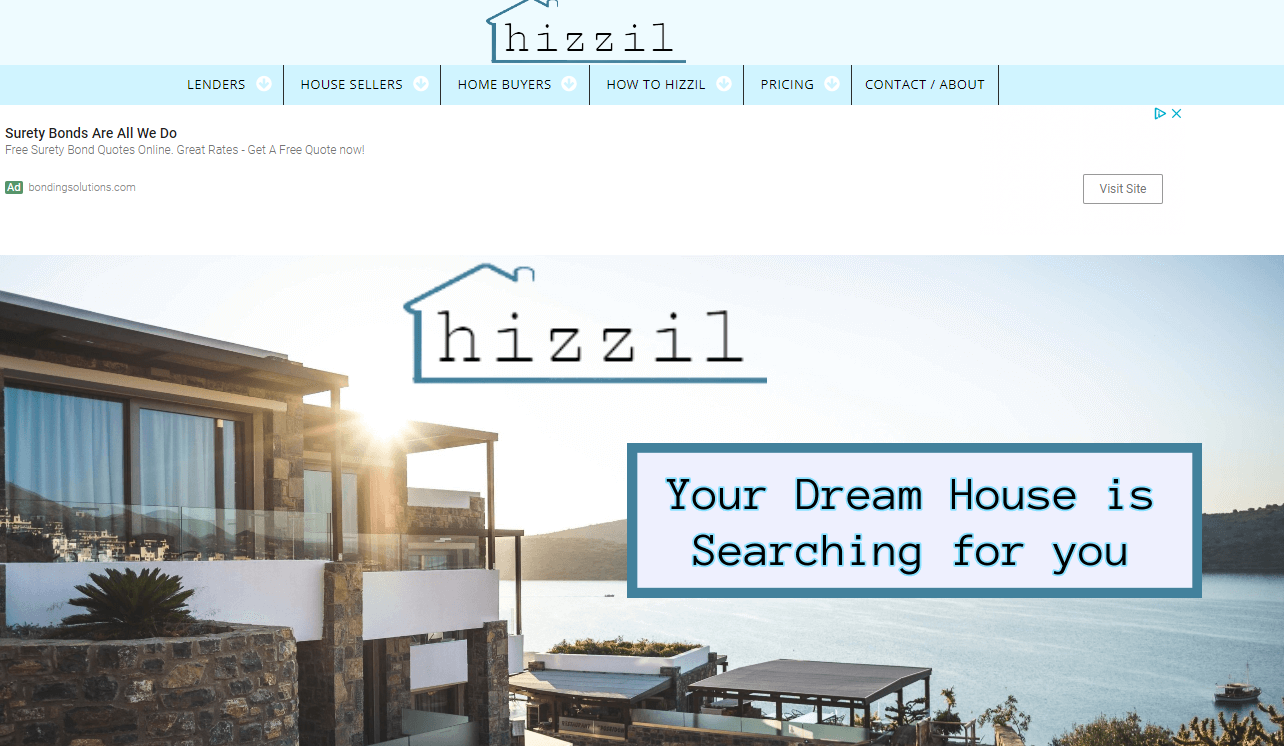 hizzil
LENDERS HOUSE SELLERS HOME BUYERS HOW TO HIZZIL PRICING CONTACT / ABOUT
Surety Bonds Are All We Do
Free Surety Bond Quotes Online. Great Rates - Get A Free Quote now!
Ad bondingsolutions.com
Visit Site
hizzil
Your Dream House is
Searching for you